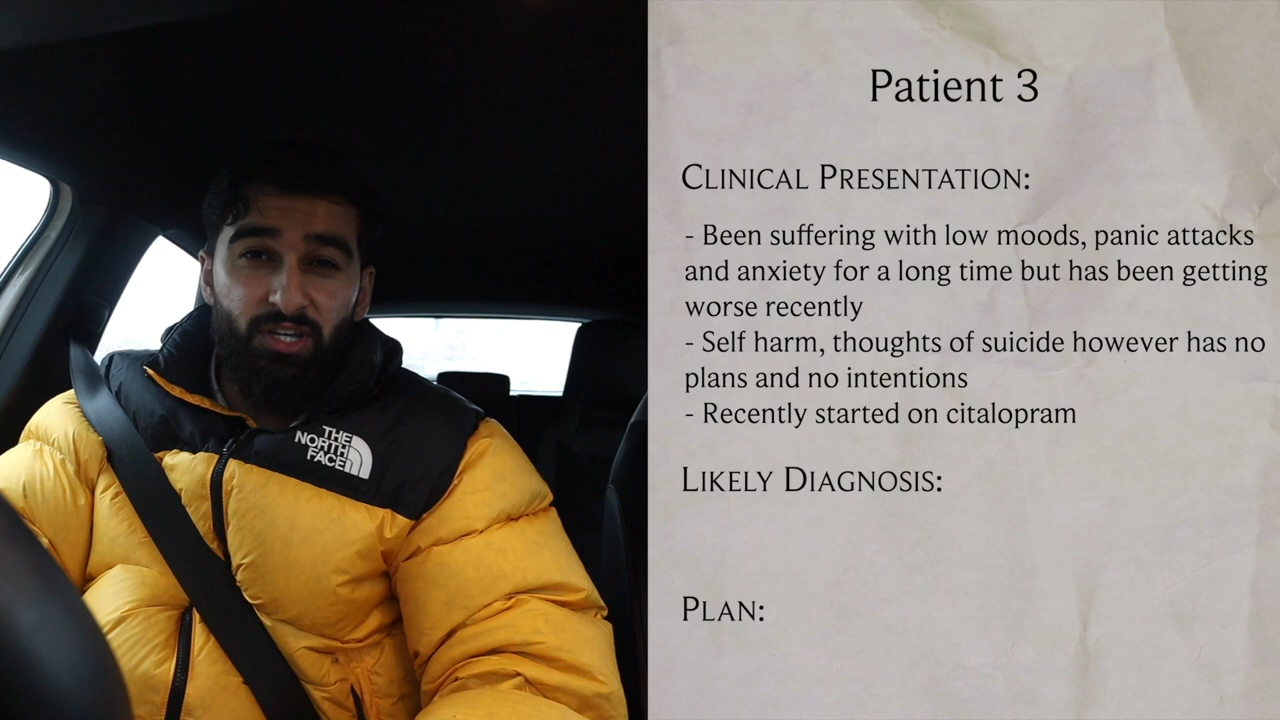 THE
NORTH
FACE
Patient 3
CLINICAL PRESENTATION:
- Been suffering with low moods, panic attacks
and anxiety for a long time but has been getting
worse recently
- Self harm, thoughts of suicide however has no
plans and no intentions
- Recently started on citalopram
LIKELY DIAGNOSIS:
PLAN: